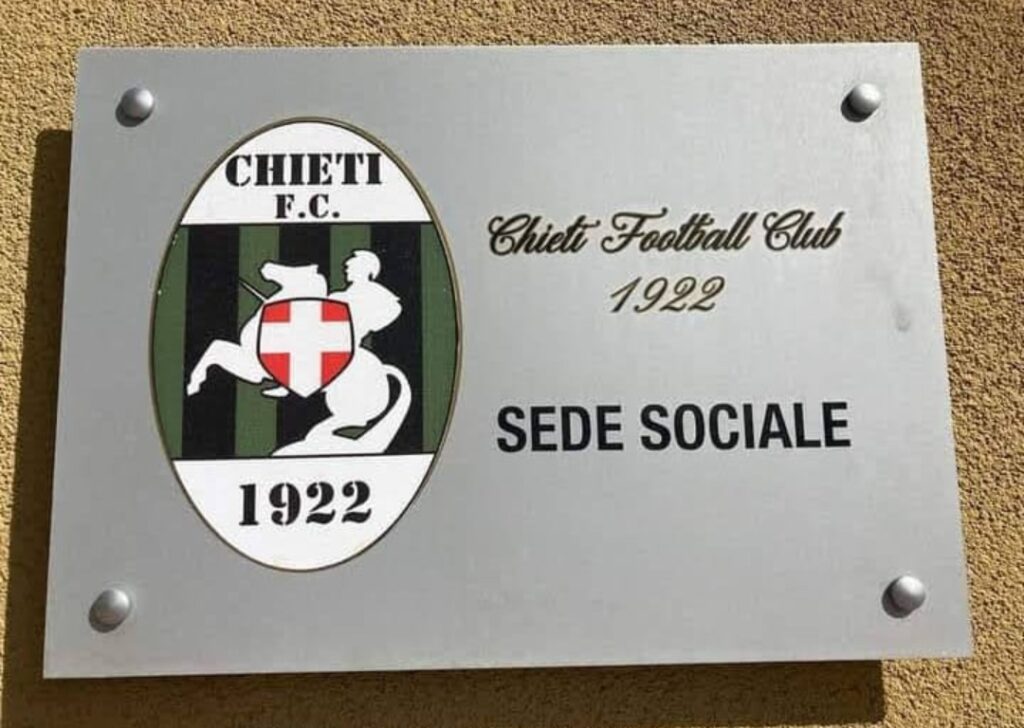 CHIETI
F.C.
1922
Chieti Football Club
1922
SEDE SOCIALE